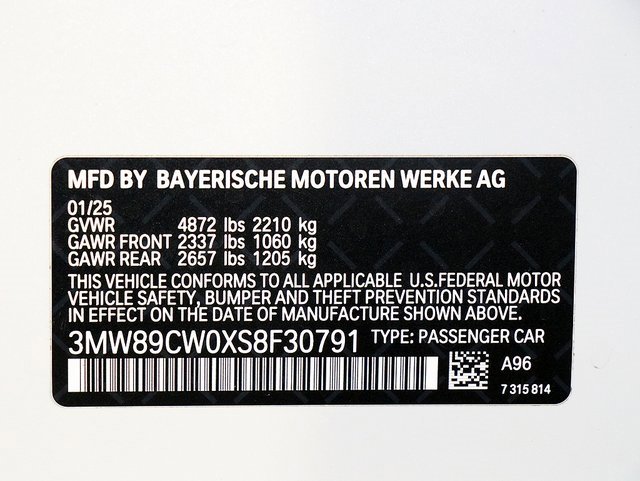 MFD BY BAYERISCHE MOTOREN WERKE AG
01/25
GVWR 4872 lbs 2210 kg
GAWR FRONT 2337 lbs 1060 kg
GAWR REAR 2657 lbs 1205 kg
THIS VEHICLE CONFORMS TO ALL APPLICABLE U.S.FEDERAL MOTOR
VEHICLE SAFETY, BUMPER AND THEFT PREVENTION STANDARDS
IN EFFECT ON THE DATE OF MANUFACTURE SHOWN ABOVE.
3MW89CW0XS8F30791 TYPE: PASSENGER CAR
A96
7 315 814